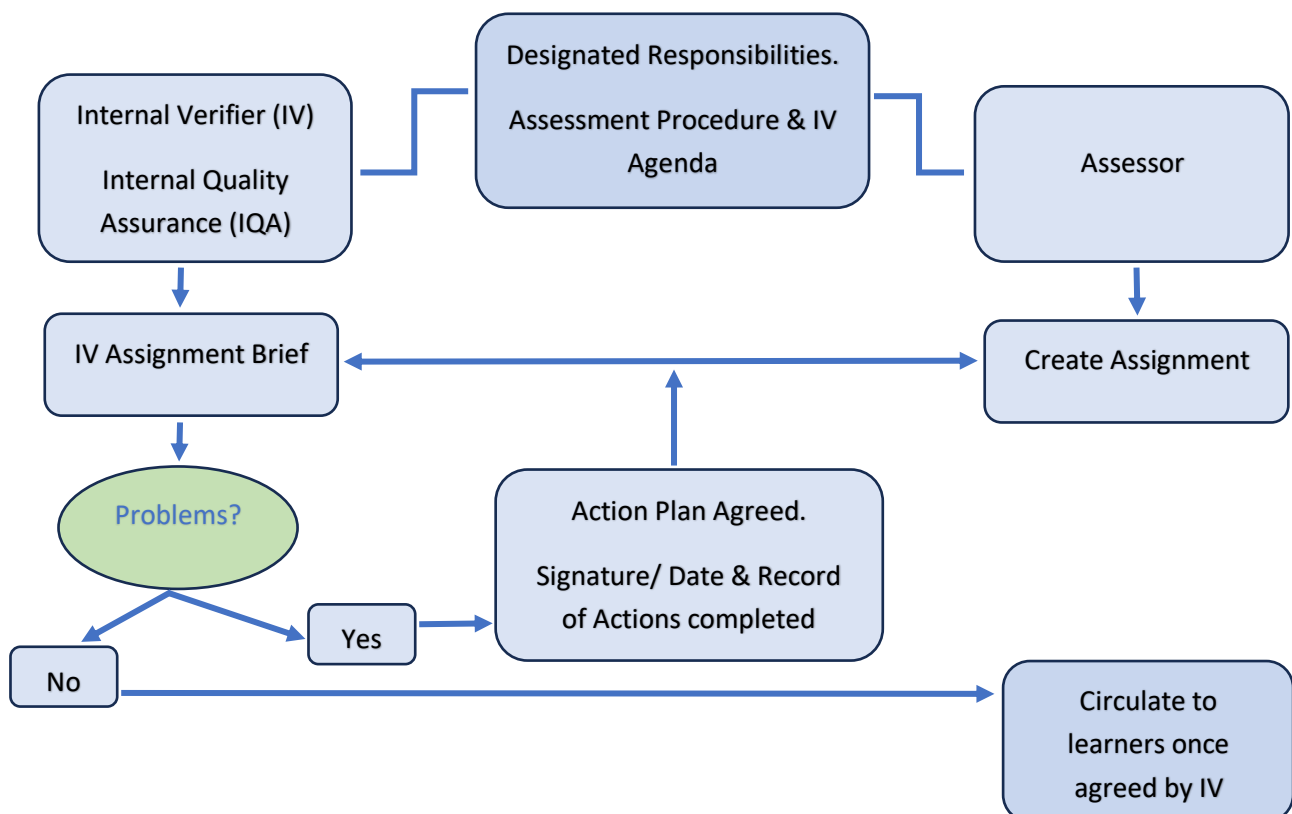 Designated Responsibilities.
Assessment Procedure & IV
Agenda
Internal Verifier (IV)
Internal Quality
Assurance (IQA)
Assessor
IV Assignment Brief
Create Assignment
Problems?
Action Plan Agreed.
Signature/ Date & Record
of Actions completed
Yes
No
Circulate to
learners once
agreed by IV